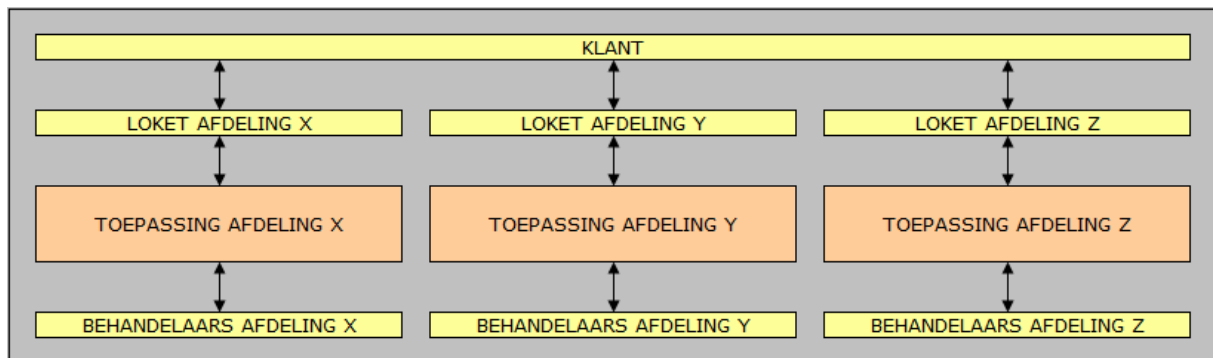 KLANT
LOKET AFDELING X
LOKET AFDELING Y
LOKET AFDELING Z
TOEPASSING AFDELING X
TOEPASSING AFDELING Y
TOEPASSING AFDELING Z
BEHANDELAARS AFDELING X
BEHANDELAARS AFDELING Y
BEHANDELAARS AFDELING Z